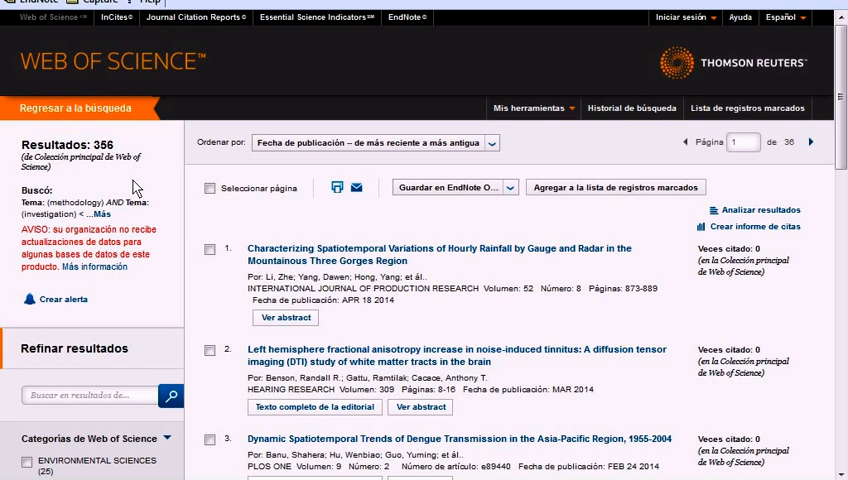 EndNote Capture ? Help
Web of Science™ InCites© Journal Citation Reports© Essential Science Indicators℠ EndNote© Iniciar sesión Ayuda Español
WEB OF SCIENCE™
THOMSON REUTERS™
Regresar a la búsqueda
Mis herramientas Historial de búsqueda Lista de registros marcados
Resultados: 356
(de Colección principal de Web of
Science)
Buscó:
Tema: (methodology) AND Tema:
(investigation) < ...Más
AVISO: su organización no recibe
actualizaciones de datos para
algunas bases de datos de este
producto. Más información
Crear alerta
Refinar resultados
Buscar en resultados de...
Categorías de Web of Science
ENVIRONMENTAL SCIENCES
(25)
Ordenar por: Fecha de publicación -- de más reciente a más antigua
Página 1 de 36
Seleccionar página
Guardar en EndNote O...
Agregar a la lista de registros marcados
Analizar resultados
Crear informe de citas
1. Characterizing Spatiotemporal Variations of Hourly Rainfall by Gauge and Radar in the
Mountainous Three Gorges Region
Por: Li, Zhe; Yang, Dawen; Hong, Yang; et ál..
INTERNATIONAL JOURNAL OF PRODUCTION RESEARCH Volumen: 52 Número: 8 Páginas: 873-889
Fecha de publicación: APR 18 2014
Ver abstract
Veces citado: 0
(en la Colección principal
de Web of Science)
2. Left hemisphere fractional anisotropy increase in noise-induced tinnitus: A diffusion tensor
imaging (DTI) study of white matter tracts in the brain
Por: Benson, Randall R.; Gattu, Ramtilak; Cacace, Anthony T.
HEARING RESEARCH Volumen: 309 Páginas: 8-16 Fecha de publicación: MAR 2014
Texto completo de la editorial Ver abstract
Veces citado: 0
(en la Colección principal
de Web of Science)
3. Dynamic Spatiotemporal Trends of Dengue Transmission in the Asia-Pacific Region, 1955-2004
Por: Banu, Shahera; Hu, Wenbiao; Guo, Yuming; et ál..
PLOS ONE Volumen: 9 Número: 2 Número de artículo: e89440 Fecha de publicación: FEB 24 2014
Veces citado: 0
(en la Colección principal
de Web of Science)